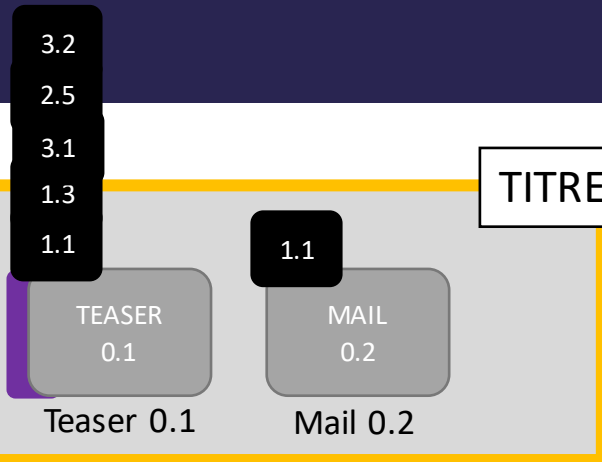 3.2
2.5
3.1
TITRE
1.3
1.1
1.1
TEASER
0.1
MAIL
0.2
Teaser 0.1
Mail 0.2